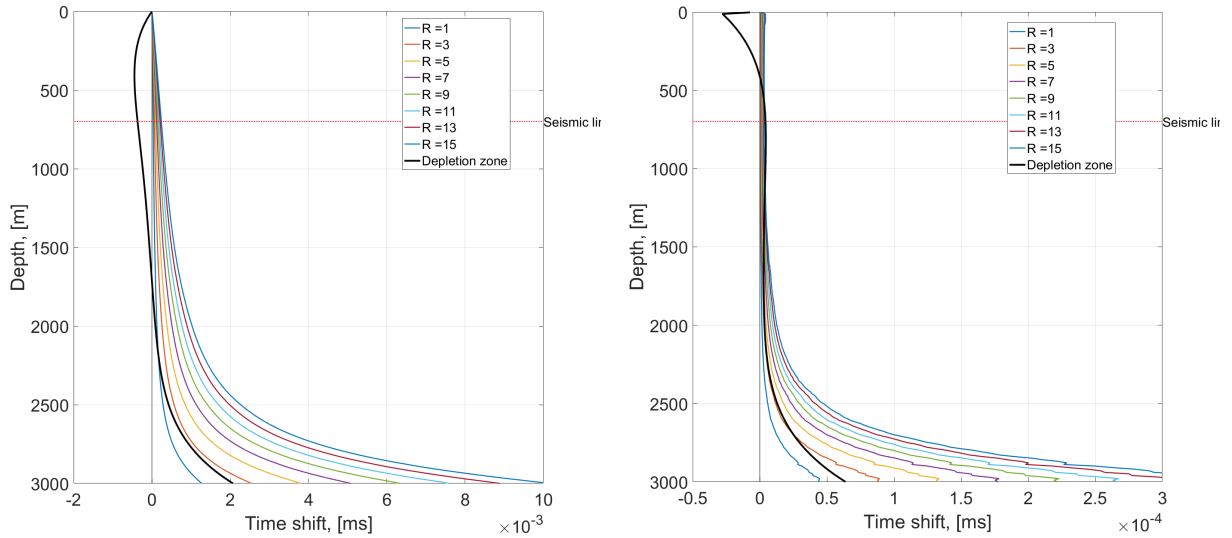 0
500
1000
1500
2000
2500
3000
Depth, [m]
-2
0
2
4
6
8
10
Time shift, [ms]
×10-3
R =1
R =3
R =5
R =7
R =9
R =11
R =13
R =15
Depletion zone
Seismic lir
0
500
1000
1500
2000
2500
3000
Depth, [m]
-0.5
0
0.5
1
1.5
2
2.5
3
Time shift, [ms]
×10-4
R =1
R =3
R =5
R =7
R =9
R =11
R =13
R =15
Depletion zone
Seismic lir